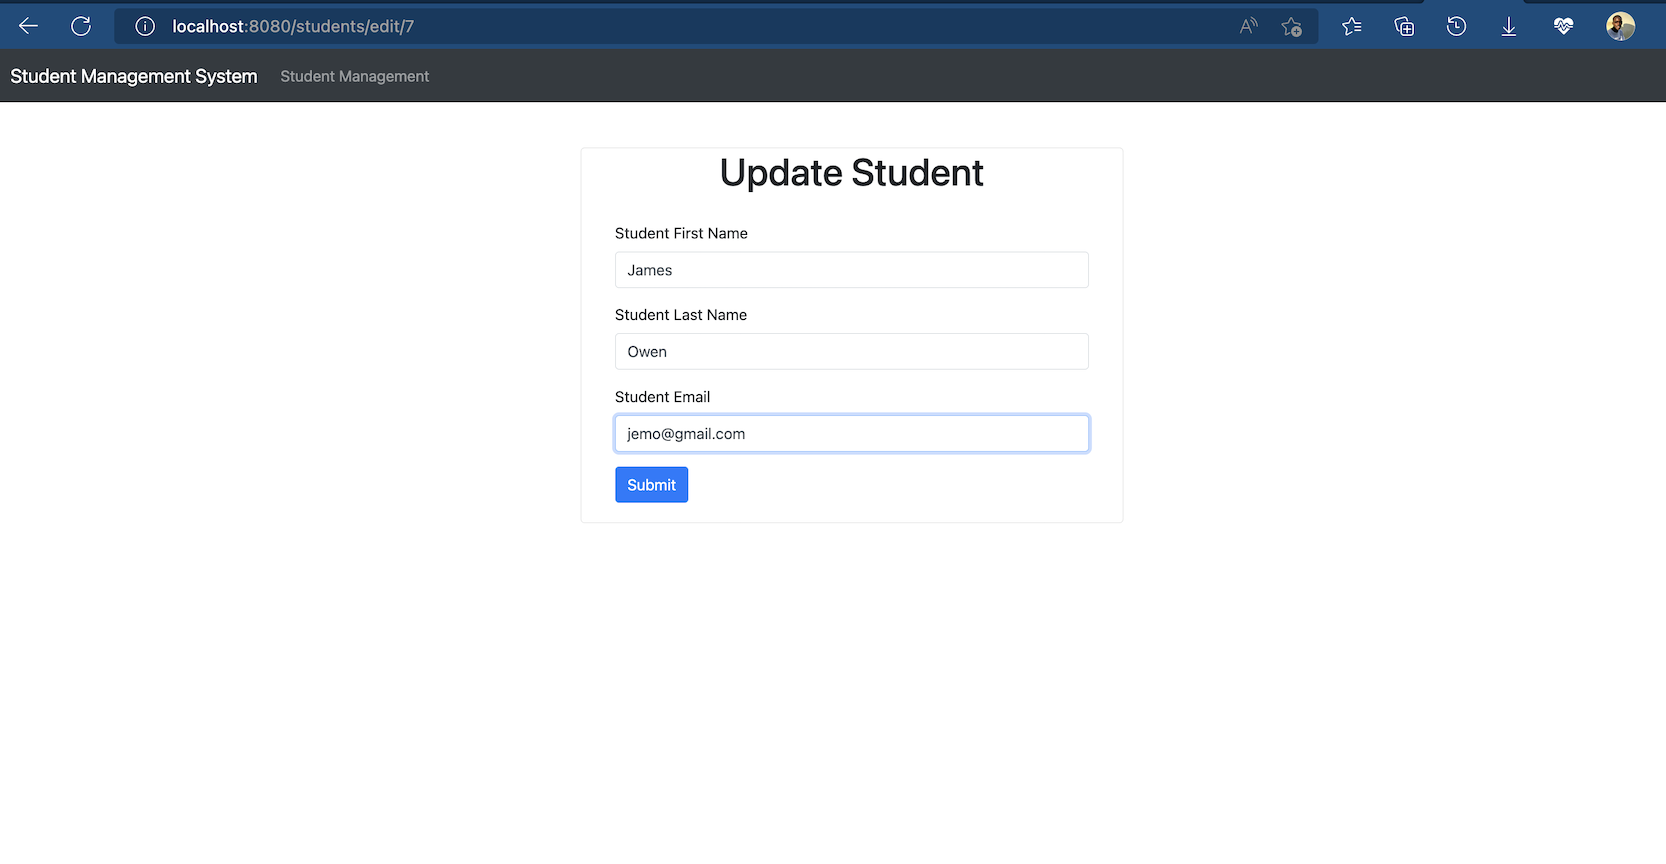 localhost:8080/students/edit/7
Student Management System Student Management
Update Student
Student First Name
James
Student Last Name
Owen
Student Email
jemo@gmail.com
Submit